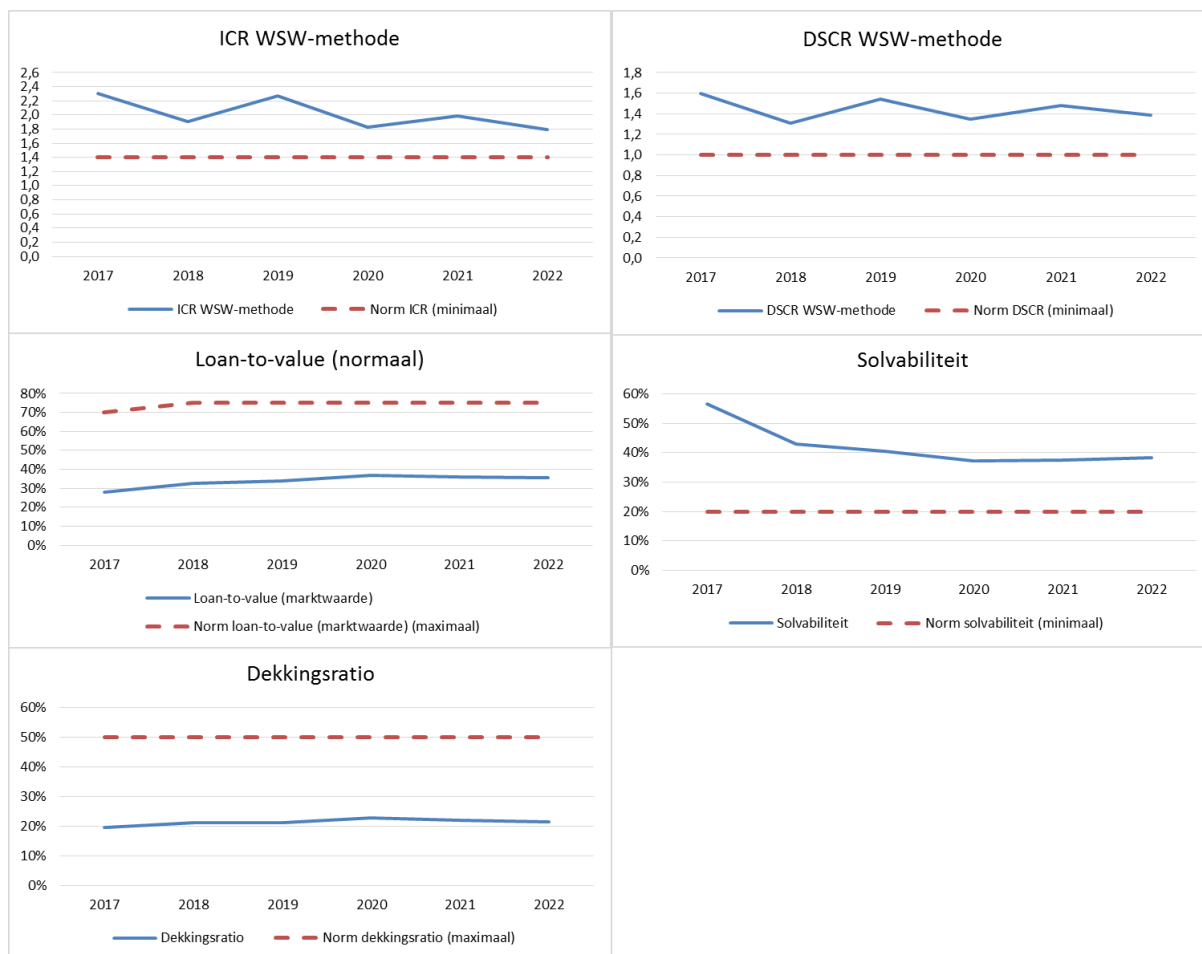 ICR WSW-methode
2,6
2,4
2,2
2,0
1,8
1,6
1,4
1,2
1,0
0,8
0,6
0,4
0,2
0,0
2017 2018 2019 2020 2021 2022
ICR WSW-methode Norm ICR (minimaal)
DSCR WSW-methode
1,8
1,6
1,4
1,2
1,0
0,8
0,6
0,4
0,2
0,0
2017 2018 2019 2020 2021 2022
DSCR WSW-methode Norm DSCR (minimaal)
Loan-to-value (normaal)
80%
70%
60%
50%
40%
30%
20%
10%
0%
2017 2018 2019 2020 2021 2022
Loan-to-value (marktwaarde)
Norm loan-to-value (marktwaarde) (maximaal)
Solvabiliteit
60%
50%
40%
30%
20%
10%
0%
2017 2018 2019 2020 2021 2022
Solvabiliteit Norm solvabiliteit (minimaal)
Dekkingsratio
60%
50%
40%
30%
20%
10%
0%
2017 2018 2019 2020 2021 2022
Dekkingsratio Norm dekkingsratio (maximaal)